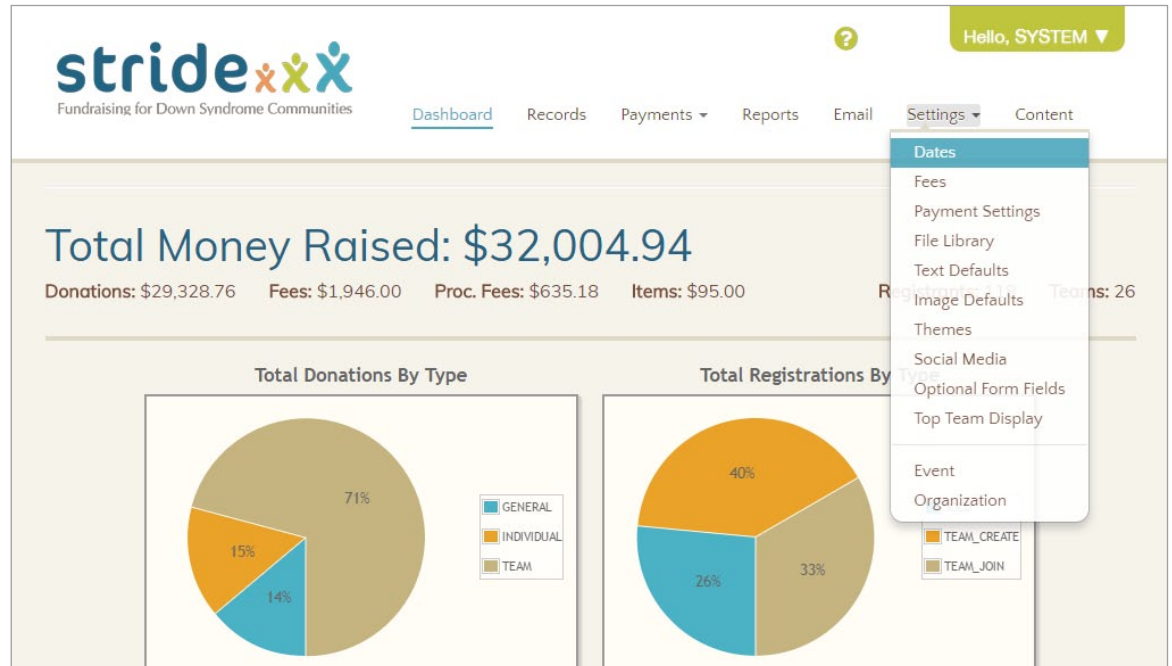 Hello, SYSTEM ▼
stride
Fundraising for Down Syndrome Communities
Dashboard Records Payments Reports Email Settings Content
Dates
Fees
Payment Settings
File Library
Text Defaults
Image Defaults
Themes
Social Media
Optional Form Fields
Top Team Display
Event
Organization
Total Money Raised: $32,004.94
Donations: $29,328.76 Fees: $1,946.00 Proc. Fees: $635.18 Items: $95.00 Teams: 26
Total Donations By Type
71%
15%
14%
GENERAL
INDIVIDUAL
TEAM
Total Registrations By Type
40%
26%
33%
TEAM_CREATE
TEAM_JOIN